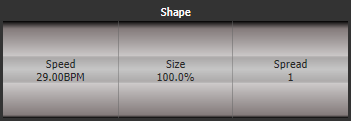 Shape
Speed Size Spread
29.00BPM 100.0% 1